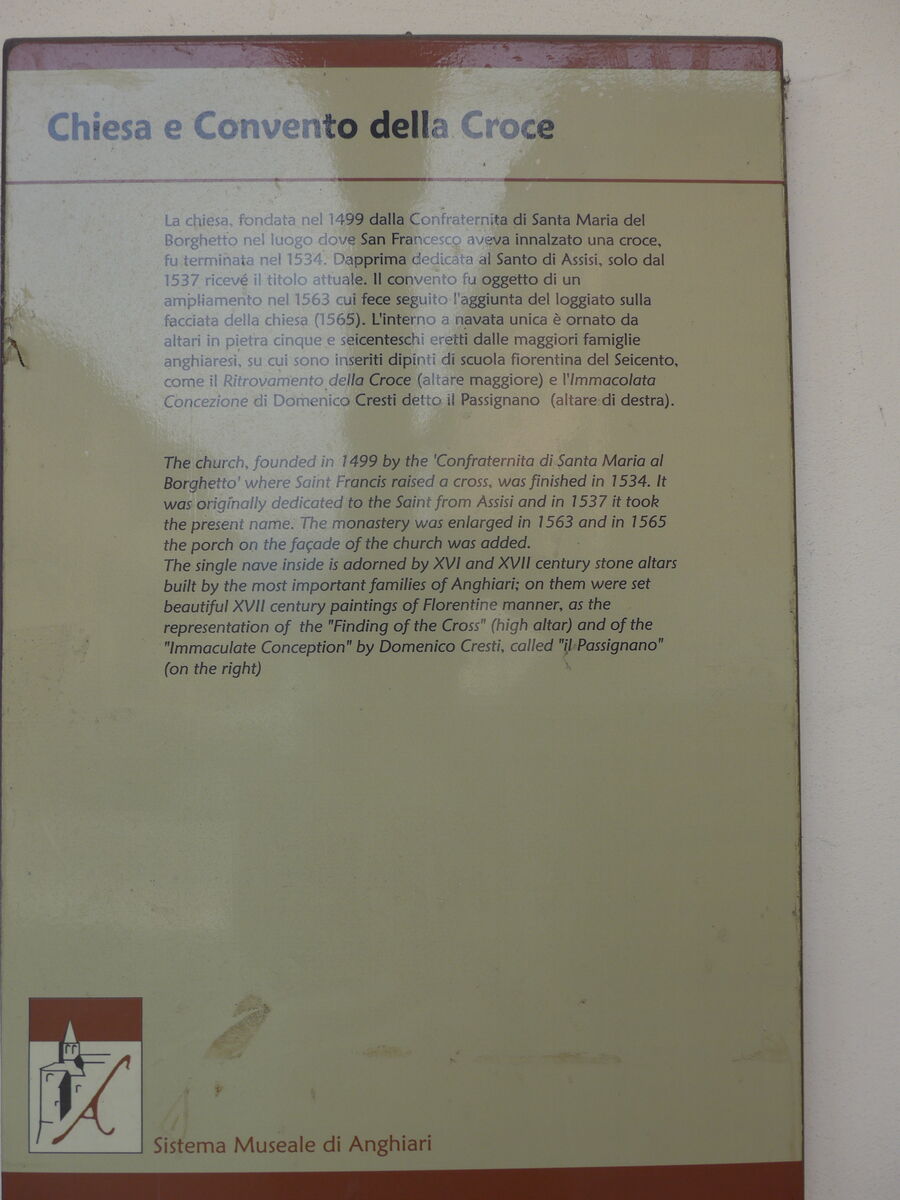 Chiesa e Convento della Croce
La chiesa, fondata nel 1499 dalla Confraternita di Santa Maria del
Borghetto nel luogo dove San Francesco aveva innalzato una croce,
fu terminata nel 1534. Dapprima dedicata al Santo di Assisi, solo dal
1537 ricevé il titolo attuale. Il convento fu oggetto di un
ampliamento nel 1563 cui fece seguito l'aggiunta del loggiato sulla
facciata della chiesa (1565). L'interno a navata unica è ornato da
altari in pietra cinque e seicenteschi eretti dalle maggiori famiglie
anghiaresi, su cui sono inseriti dipinti di scuola fiorentina del Seicento,
come il Ritrovamento della Croce (altare maggiore) e l'Immacolata
Concezione di Domenico Cresti detto il Passignano (altare di destra).
The church, founded in 1499 by the 'Confraternita di Santa Maria al
Borghetto' where Saint Francis raised a cross, was finished in 1534. It
was originally dedicated to the Saint from Assisi and in 1537 it took
the present name. The monastery was enlarged in 1563 and in 1565
the porch on the façade of the church was added.
The single nave inside is adorned by XVI and XVII century stone altars
built by the most important families of Anghiari; on them were set
beautiful XVII century paintings of Florentine manner, as the
representation of the "Finding of the Cross" (high altar) and of the
"Immaculate Conception" by Domenico Cresti, called "il Passignano"
(on the right)
A
Sistema Museale di Anghiari